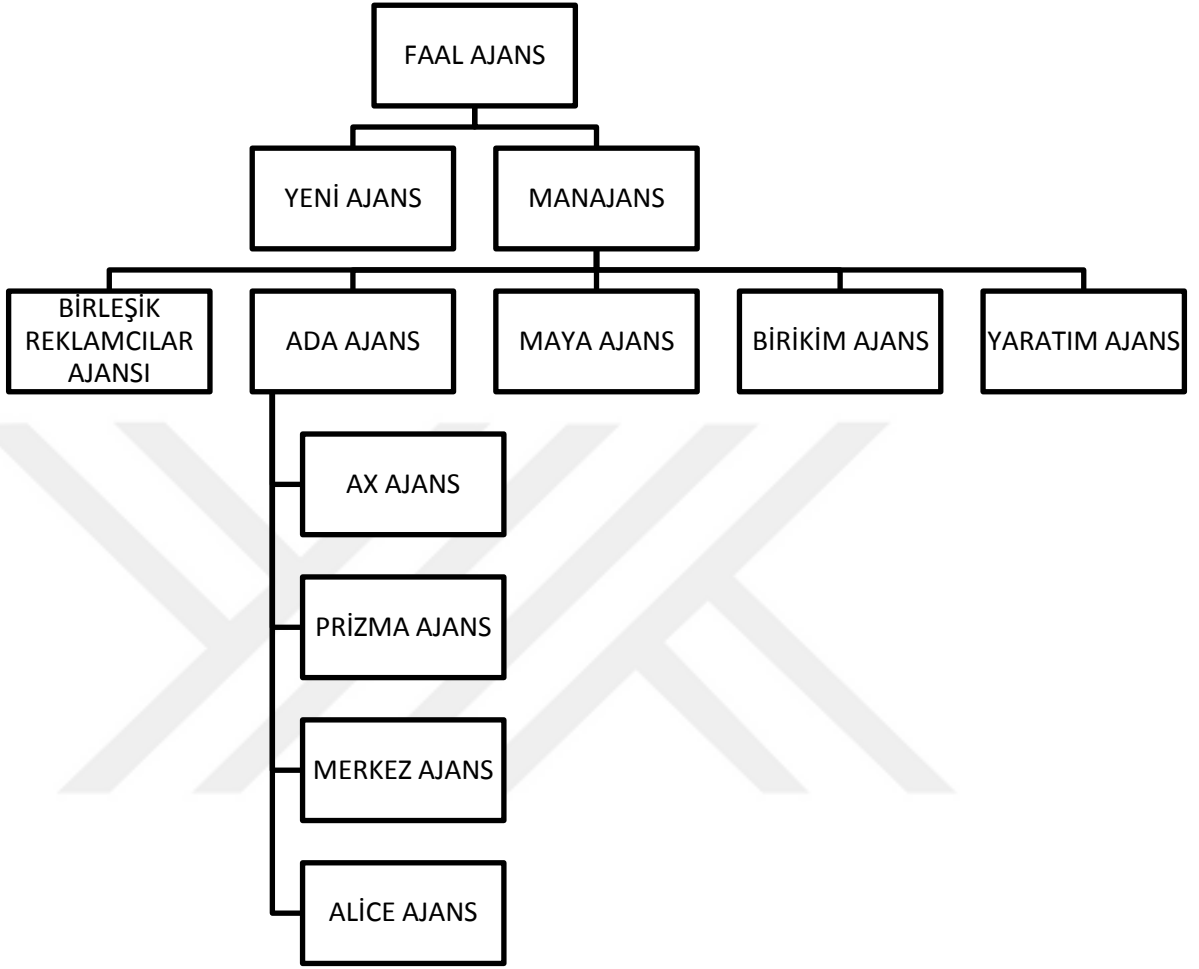 FAAL AJANS
YENİ AJANS
MANAJANS
BİRLEŞİK
REKLAMCILAR
AJANSI
ADA AJANS
MAYA AJANS
BİRİKİM AJANS
YARATIM AJANS
AX AJANS
PRİZMA AJANS
MERKEZ AJANS
ALİCE AJANS